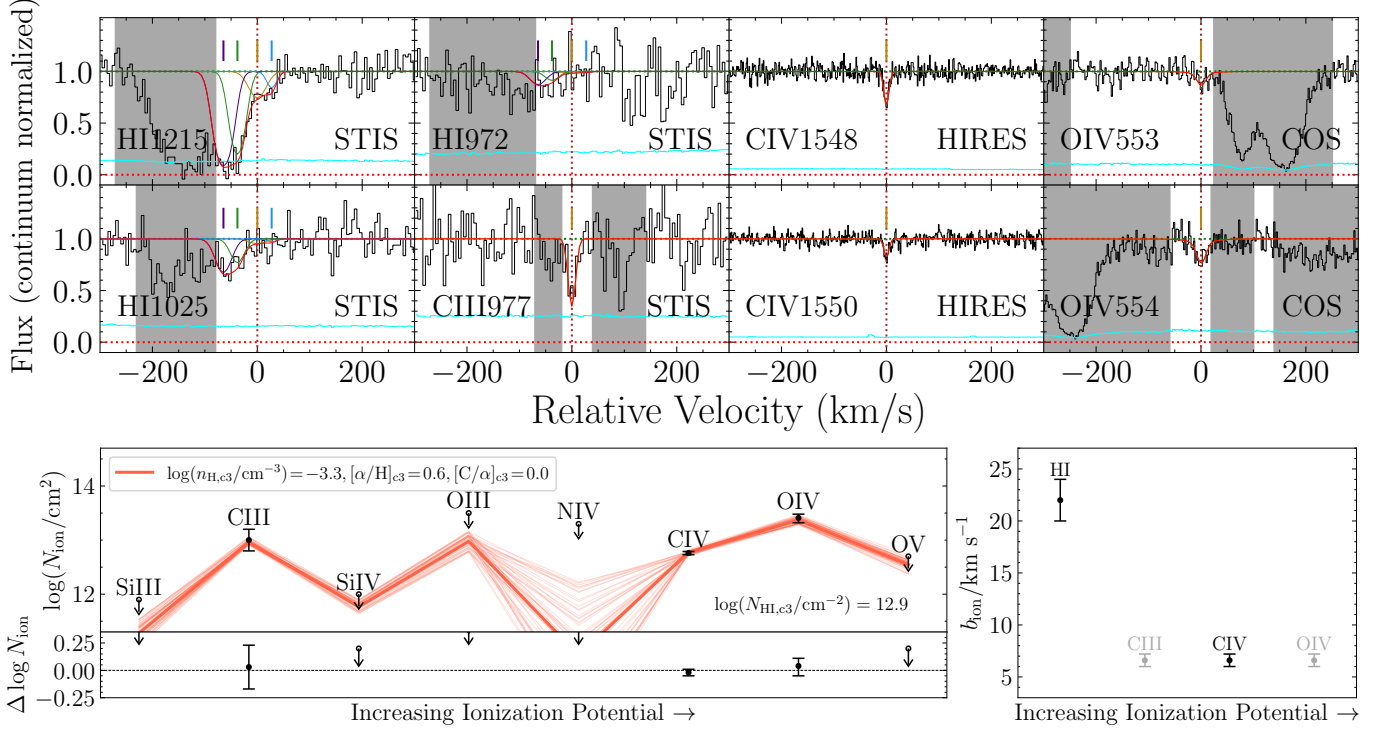 Flux (continuum normalized)
1.0
0.5
0.0
HI1215
STIS
HI972
STIS
CIV1548
HIRES
OIV553
COS
1.0
0.5
0.0
HI1025
STIS
CIII977
STIS
CIV1550
HIRES
OIV554
COS
−200 0 200
−200 0 200
−200 0 200
−200 0 200
Relative Velocity (km/s)
log(N_ion/cm²)
14
12
log(n_H,c3/cm⁻³)=−3.3, [α/H]_c3=0.6, [C/α]_c3=0.0
SiIII
CIII
SiIV
OIII
NIV
CIV
OIV
OV
log(N_HI,c3/cm⁻²) = 12.9
Δ log N_ion
0.25
0.00
−0.25
Increasing Ionization Potential →
b_ion/km s⁻¹
25
20
15
10
5
HI
CIII
CIV
OIV
Increasing Ionization Potential →